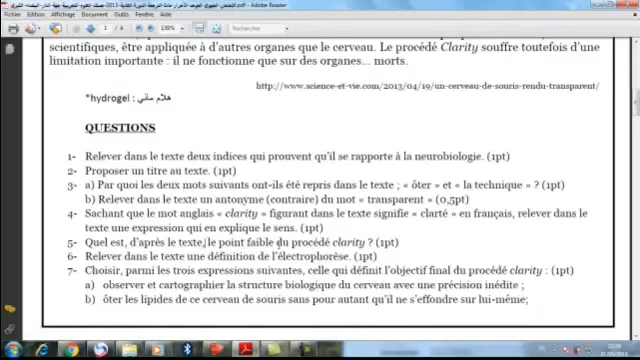 .pdf - Adobe Reader
Fichier Edition Affichage Document Outils Fenêtre Aide
1 / 4 138% Rechercher
scientifiques, être appliquée à d'autres organes que le cerveau. Le procédé Clarity souffre toutefois d'une
limitation importante : il ne fonctionne que sur des organes... morts.
http://www.science-et-vie.com/2013/04/19/un-cerveau-de-souris-rendu-transparent/
*hydrogel : هلام مائي
QUESTIONS
1- Relever dans le texte deux indices qui prouvent qu'il se rapporte à la neurobiologie. (1pt)
2- Proposer un titre au texte. (1pt)
3- a) Par quoi les deux mots suivants ont-ils été repris dans le texte ; « ôter » et « la technique » ? (1pt)
b) Relever dans le texte un antonyme (contraire) du mot « transparent » (0,5pt)
4- Sachant que le mot anglais « clarity » figurant dans le texte signifie « clarté » en français, relever dans le
texte une expression qui en explique le sens. (1pt)
5- Quel est, d'après le texte, le point faible du procédé clarity ? (1pt)
6- Relever dans le texte une définition de l'électrophorèse. (1pt)
7- Choisir, parmi les trois expressions suivantes, celle qui définit l'objectif final du procédé clarity : (1pt)
a) observer et cartographier la structure biologique du cerveau avec une précision inédite ;
b) ôter les lipides de ce cerveau de souris sans pour autant qu'il ne s'effondre sur lui-même;